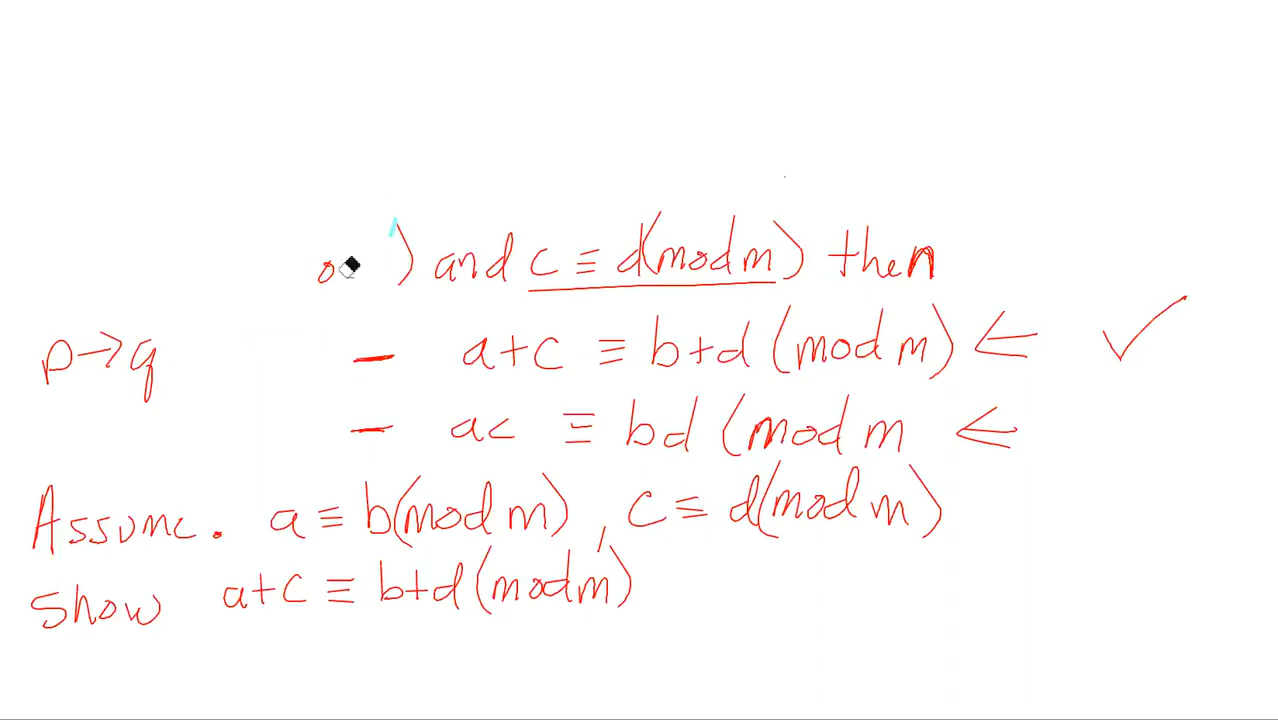 ) and c ≡ d(mod m) then
p→q - a+c ≡ b+d (mod m) ← ✓
- ac ≡ bd (mod m ←
Assume. a ≡ b(mod m), c ≡ d(mod m)
Show a+c ≡ b+d (mod m)